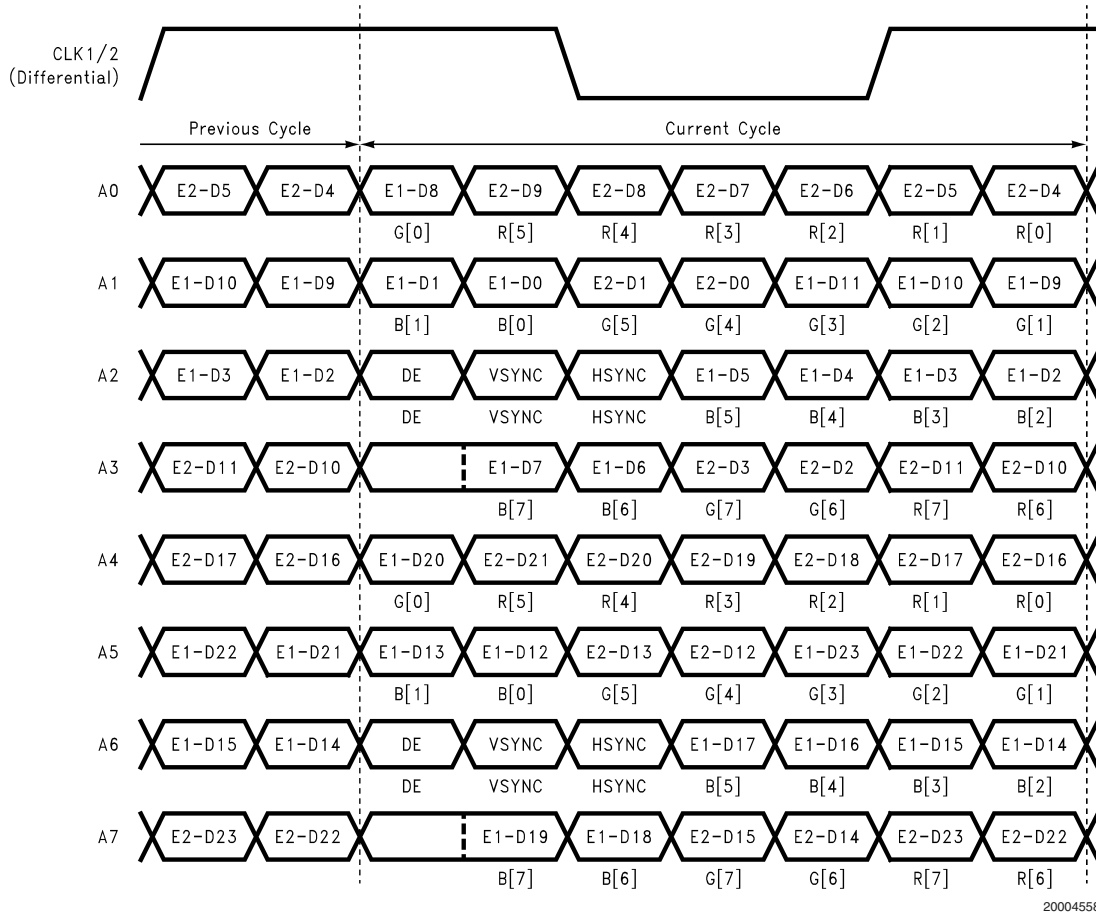 CLK1/2
(Differential)
Previous Cycle Current Cycle
A0 E2-D5 E2-D4 E1-D8 E2-D9 E2-D8 E2-D7 E2-D6 E2-D5 E2-D4
G[0] R[5] R[4] R[3] R[2] R[1] R[0]
A1 E1-D10 E1-D9 E1-D1 E1-D0 E2-D1 E2-D0 E1-D11 E1-D10 E1-D9
B[1] B[0] G[5] G[4] G[3] G[2] G[1]
A2 E1-D3 E1-D2 DE VSYNC HSYNC E1-D5 E1-D4 E1-D3 E1-D2
DE VSYNC HSYNC B[5] B[4] B[3] B[2]
A3 E2-D11 E2-D10 E1-D7 E1-D6 E2-D3 E2-D2 E2-D11 E2-D10
B[7] B[6] G[7] G[6] R[7] R[6]
A4 E2-D17 E2-D16 E1-D20 E2-D21 E2-D20 E2-D19 E2-D18 E2-D17 E2-D16
G[0] R[5] R[4] R[3] R[2] R[1] R[0]
A5 E1-D22 E1-D21 E1-D13 E1-D12 E2-D13 E2-D12 E1-D23 E1-D22 E1-D21
B[1] B[0] G[5] G[4] G[3] G[2] G[1]
A6 E1-D15 E1-D14 DE VSYNC HSYNC E1-D17 E1-D16 E1-D15 E1-D14
DE VSYNC HSYNC B[5] B[4] B[3] B[2]
A7 E2-D23 E2-D22 E1-D19 E1-D18 E2-D15 E2-D14 E2-D23 E2-D22
B[7] B[6] G[7] G[6] R[7] R[6]
20004558